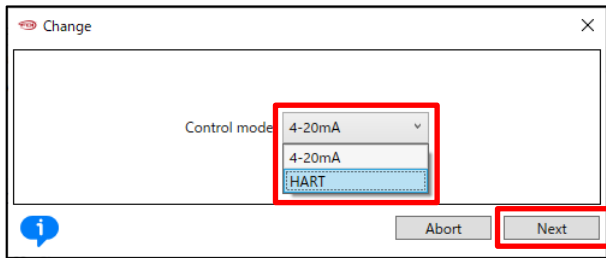 Change
Control mode 4-20mA
4-20mA
HART
Abort Next